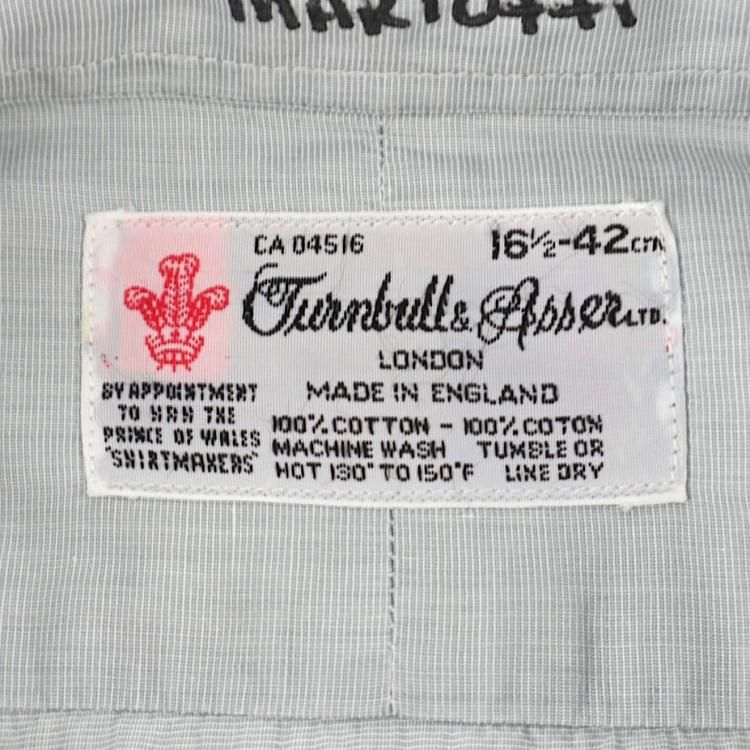 CA 04516 16½-42cm
Turnbull & Asser LTD.
LONDON
MADE IN ENGLAND
BY APPOINTMENT
TO HRH THE
PRINCE OF WALES
"SHIRTMAKERS"
100% COTTON - 100% COTON
MACHINE WASH TUMBLE OR
HOT 130° TO 150°F LINE DRY